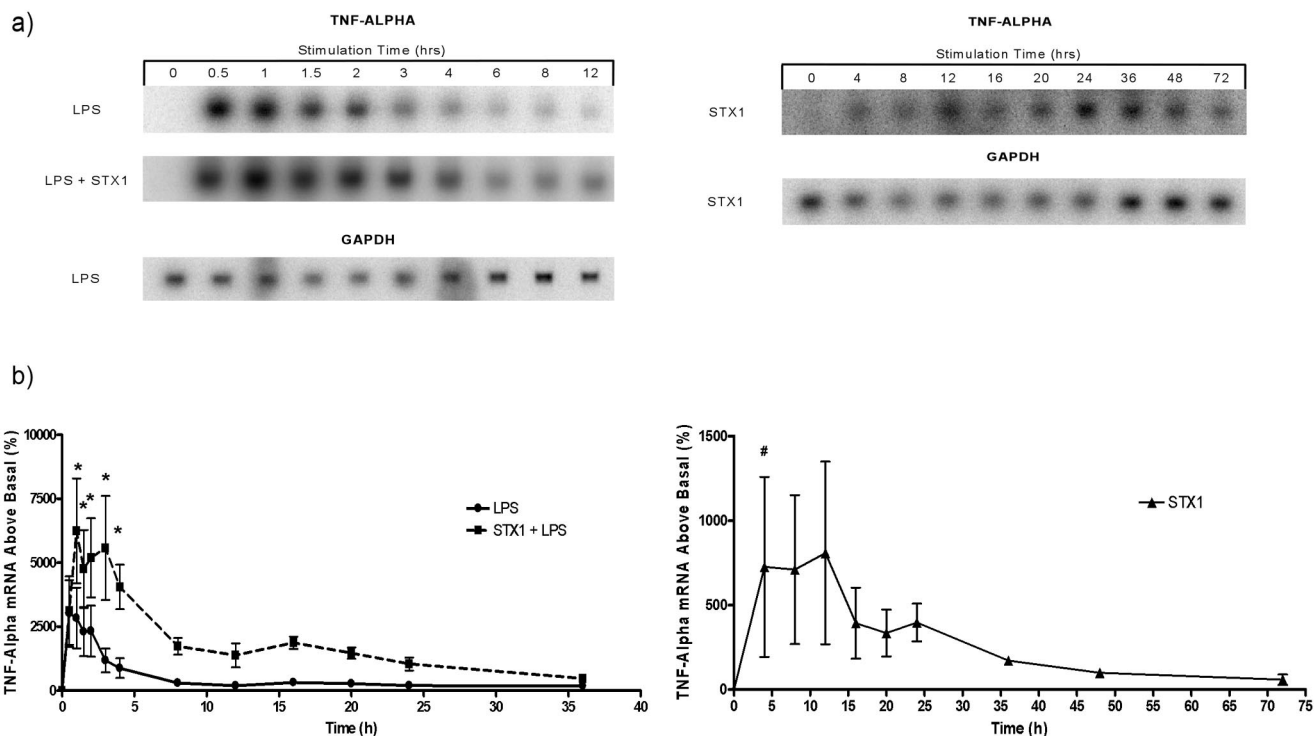 a)
TNF-ALPHA
Stimulation Time (hrs)
0 0.5 1 1.5 2 3 4 6 8 12
LPS
LPS + STX1
GAPDH
LPS
TNF-ALPHA
Stimulation Time (hrs)
0 4 8 12 16 20 24 36 48 72
STX1
GAPDH
STX1
b)
TNF-Alpha mRNA Above Basal (%)
10000
7500
5000
2500
0
* * * * *
LPS
STX1 + LPS
0 5 10 15 20 25 30 35 40
Time (h)
TNF-Alpha mRNA Above Basal (%)
1500
1000
500
0
#
STX1
0 5 10 15 20 25 30 35 40 45 50 55 60 65 70 75
Time (h)